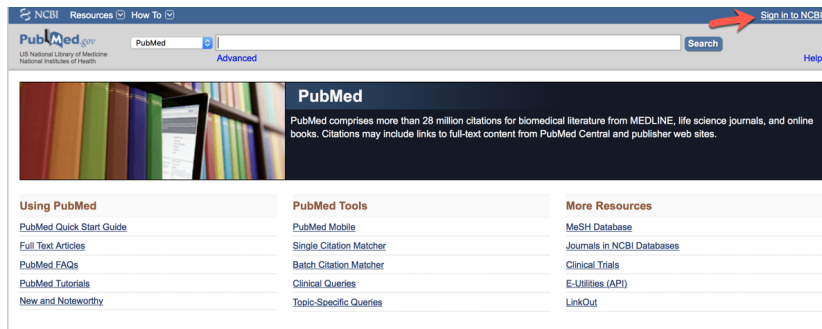 NCBI Resources How To Sign in to NCBI
PubMed.gov
US National Library of Medicine
National Institutes of Health
PubMed
Search
Advanced
Help
PubMed
PubMed comprises more than 28 million citations for biomedical literature from MEDLINE, life science journals, and online
books. Citations may include links to full-text content from PubMed Central and publisher web sites.
Using PubMed
PubMed Quick Start Guide
Full Text Articles
PubMed FAQs
PubMed Tutorials
New and Noteworthy
PubMed Tools
PubMed Mobile
Single Citation Matcher
Batch Citation Matcher
Clinical Queries
Topic-Specific Queries
More Resources
MeSH Database
Journals in NCBI Databases
Clinical Trials
E-Utilities (API)
LinkOut